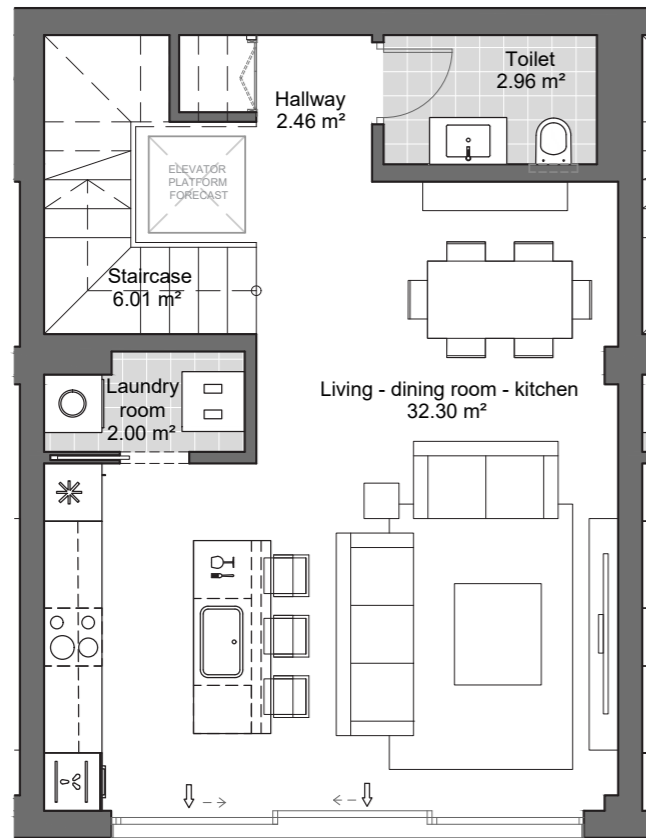 Toilet
2.96 m²
Hallway
2.46 m²
ELEVATOR
PLATFORM
FORECAST
Staircase
6.01 m²
Laundry
room
2.00 m²
Living - dining room - kitchen
32.30 m²